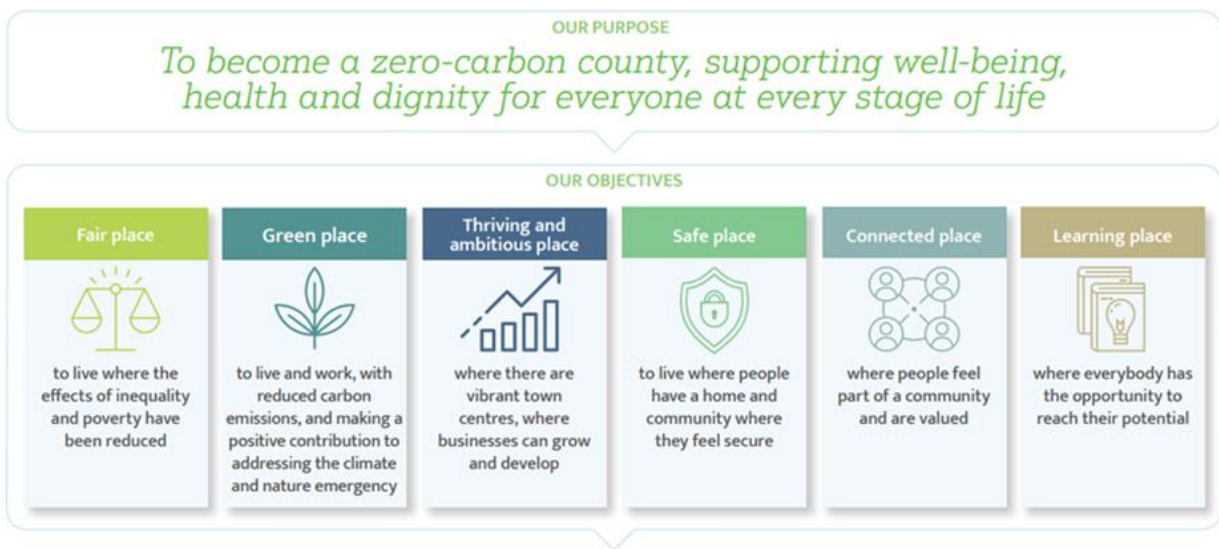 OUR PURPOSE
To become a zero-carbon county, supporting well-being,
health and dignity for everyone at every stage of life
OUR OBJECTIVES
Fair place
to live where the
effects of inequality
and poverty have
been reduced
Green place
to live and work, with
reduced carbon
emissions, and making a
positive contribution to
addressing the climate
and nature emergency
Thriving and
ambitious place
where there are
vibrant town
centres, where
businesses can grow
and develop
Safe place
to live where people
have a home and
community where
they feel secure
Connected place
where people feel
part of a community
and are valued
Learning place
where everybody has
the opportunity to
reach their potential